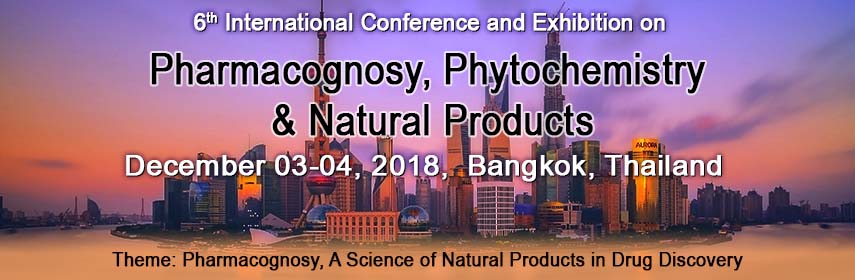 6th International Conference and Exhibition on
Pharmacognosy, Phytochemistry
& Natural Products
AURORA
December 03-04, 2018, Bangkok, Thailand
Theme: Pharmacognosy, A Science of Natural Products in Drug Discovery